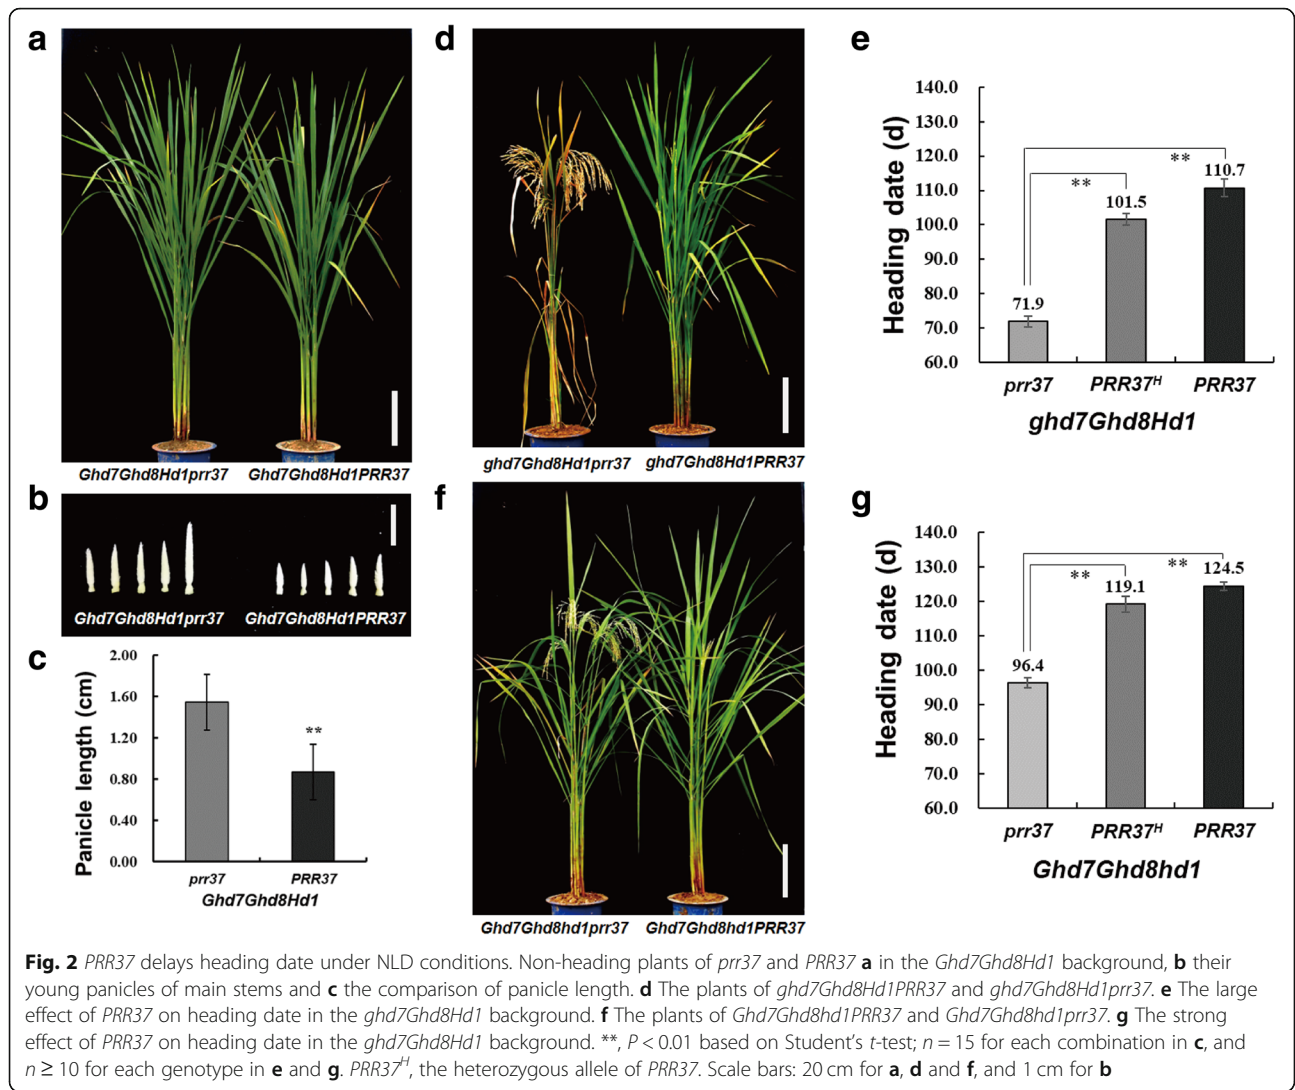 a
Ghd7Ghd8Hd1prr37 Ghd7Ghd8Hd1PRR37
b
Ghd7Ghd8Hd1prr37 Ghd7Ghd8Hd1PRR37
c
Panicle length (cm)
2.00
1.60
1.20
0.80
0.40
0.00
**
prr37 PRR37
Ghd7Ghd8Hd1
d
ghd7Ghd8Hd1prr37 ghd7Ghd8Hd1PRR37
f
Ghd7Ghd8hd1prr37 Ghd7Ghd8hd1PRR37
e
Heading date (d)
140.0
130.0
120.0
110.0
100.0
90.0
80.0
70.0
60.0
71.9
**
101.5
**
110.7
prr37 PRR37H PRR37
ghd7Ghd8Hd1
g
Heading date (d)
140.0
130.0
120.0
110.0
100.0
90.0
80.0
70.0
60.0
96.4
**
119.1
**
124.5
prr37 PRR37H PRR37
Ghd7Ghd8hd1
Fig. 2 PRR37 delays heading date under NLD conditions. Non-heading plants of prr37 and PRR37 a in the Ghd7Ghd8Hd1 background, b their
young panicles of main stems and c the comparison of panicle length. d The plants of ghd7Ghd8Hd1PRR37 and ghd7Ghd8Hd1prr37. e The large
effect of PRR37 on heading date in the ghd7Ghd8Hd1 background. f The plants of Ghd7Ghd8hd1PRR37 and Ghd7Ghd8hd1prr37. g The strong
effect of PRR37 on heading date in the ghd7Ghd8Hd1 background. **, P < 0.01 based on Student's t-test; n = 15 for each combination in c, and
n ≥ 10 for each genotype in e and g. PRR37H, the heterozygous allele of PRR37. Scale bars: 20 cm for a, d and f, and 1 cm for b